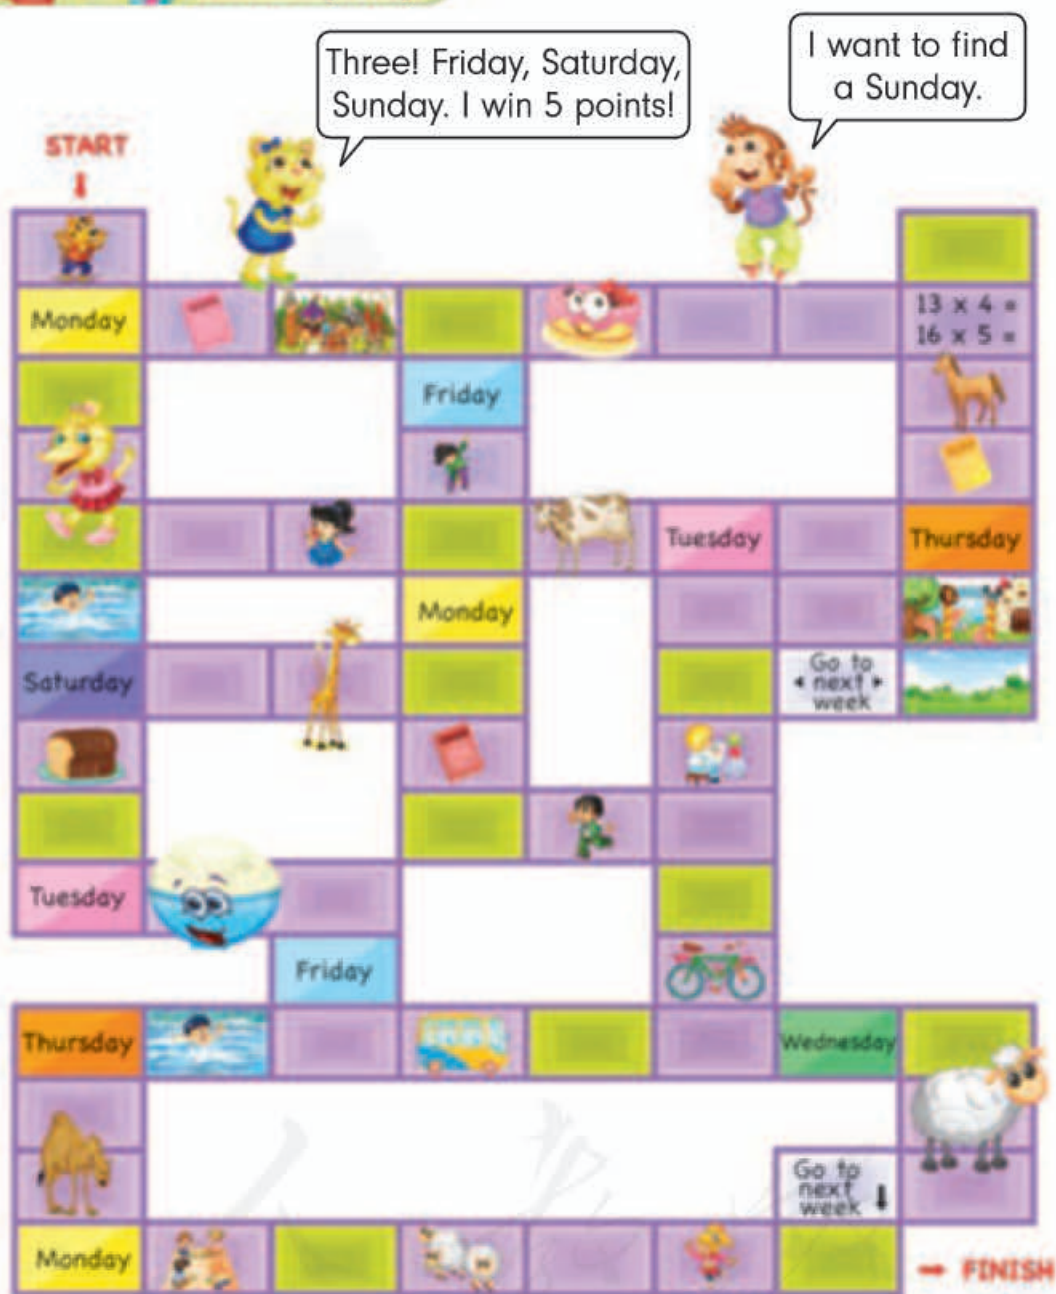 Three! Friday, Saturday,
Sunday. I win 5 points!
I want to find
a Sunday.
START
Monday
13 x 4 =
16 x 5 =
Friday
Tuesday
Thursday
Monday
Saturday
Go to
next
week
Tuesday
Friday
Thursday
Wednesday
Go to
next
week
Monday
FINISH